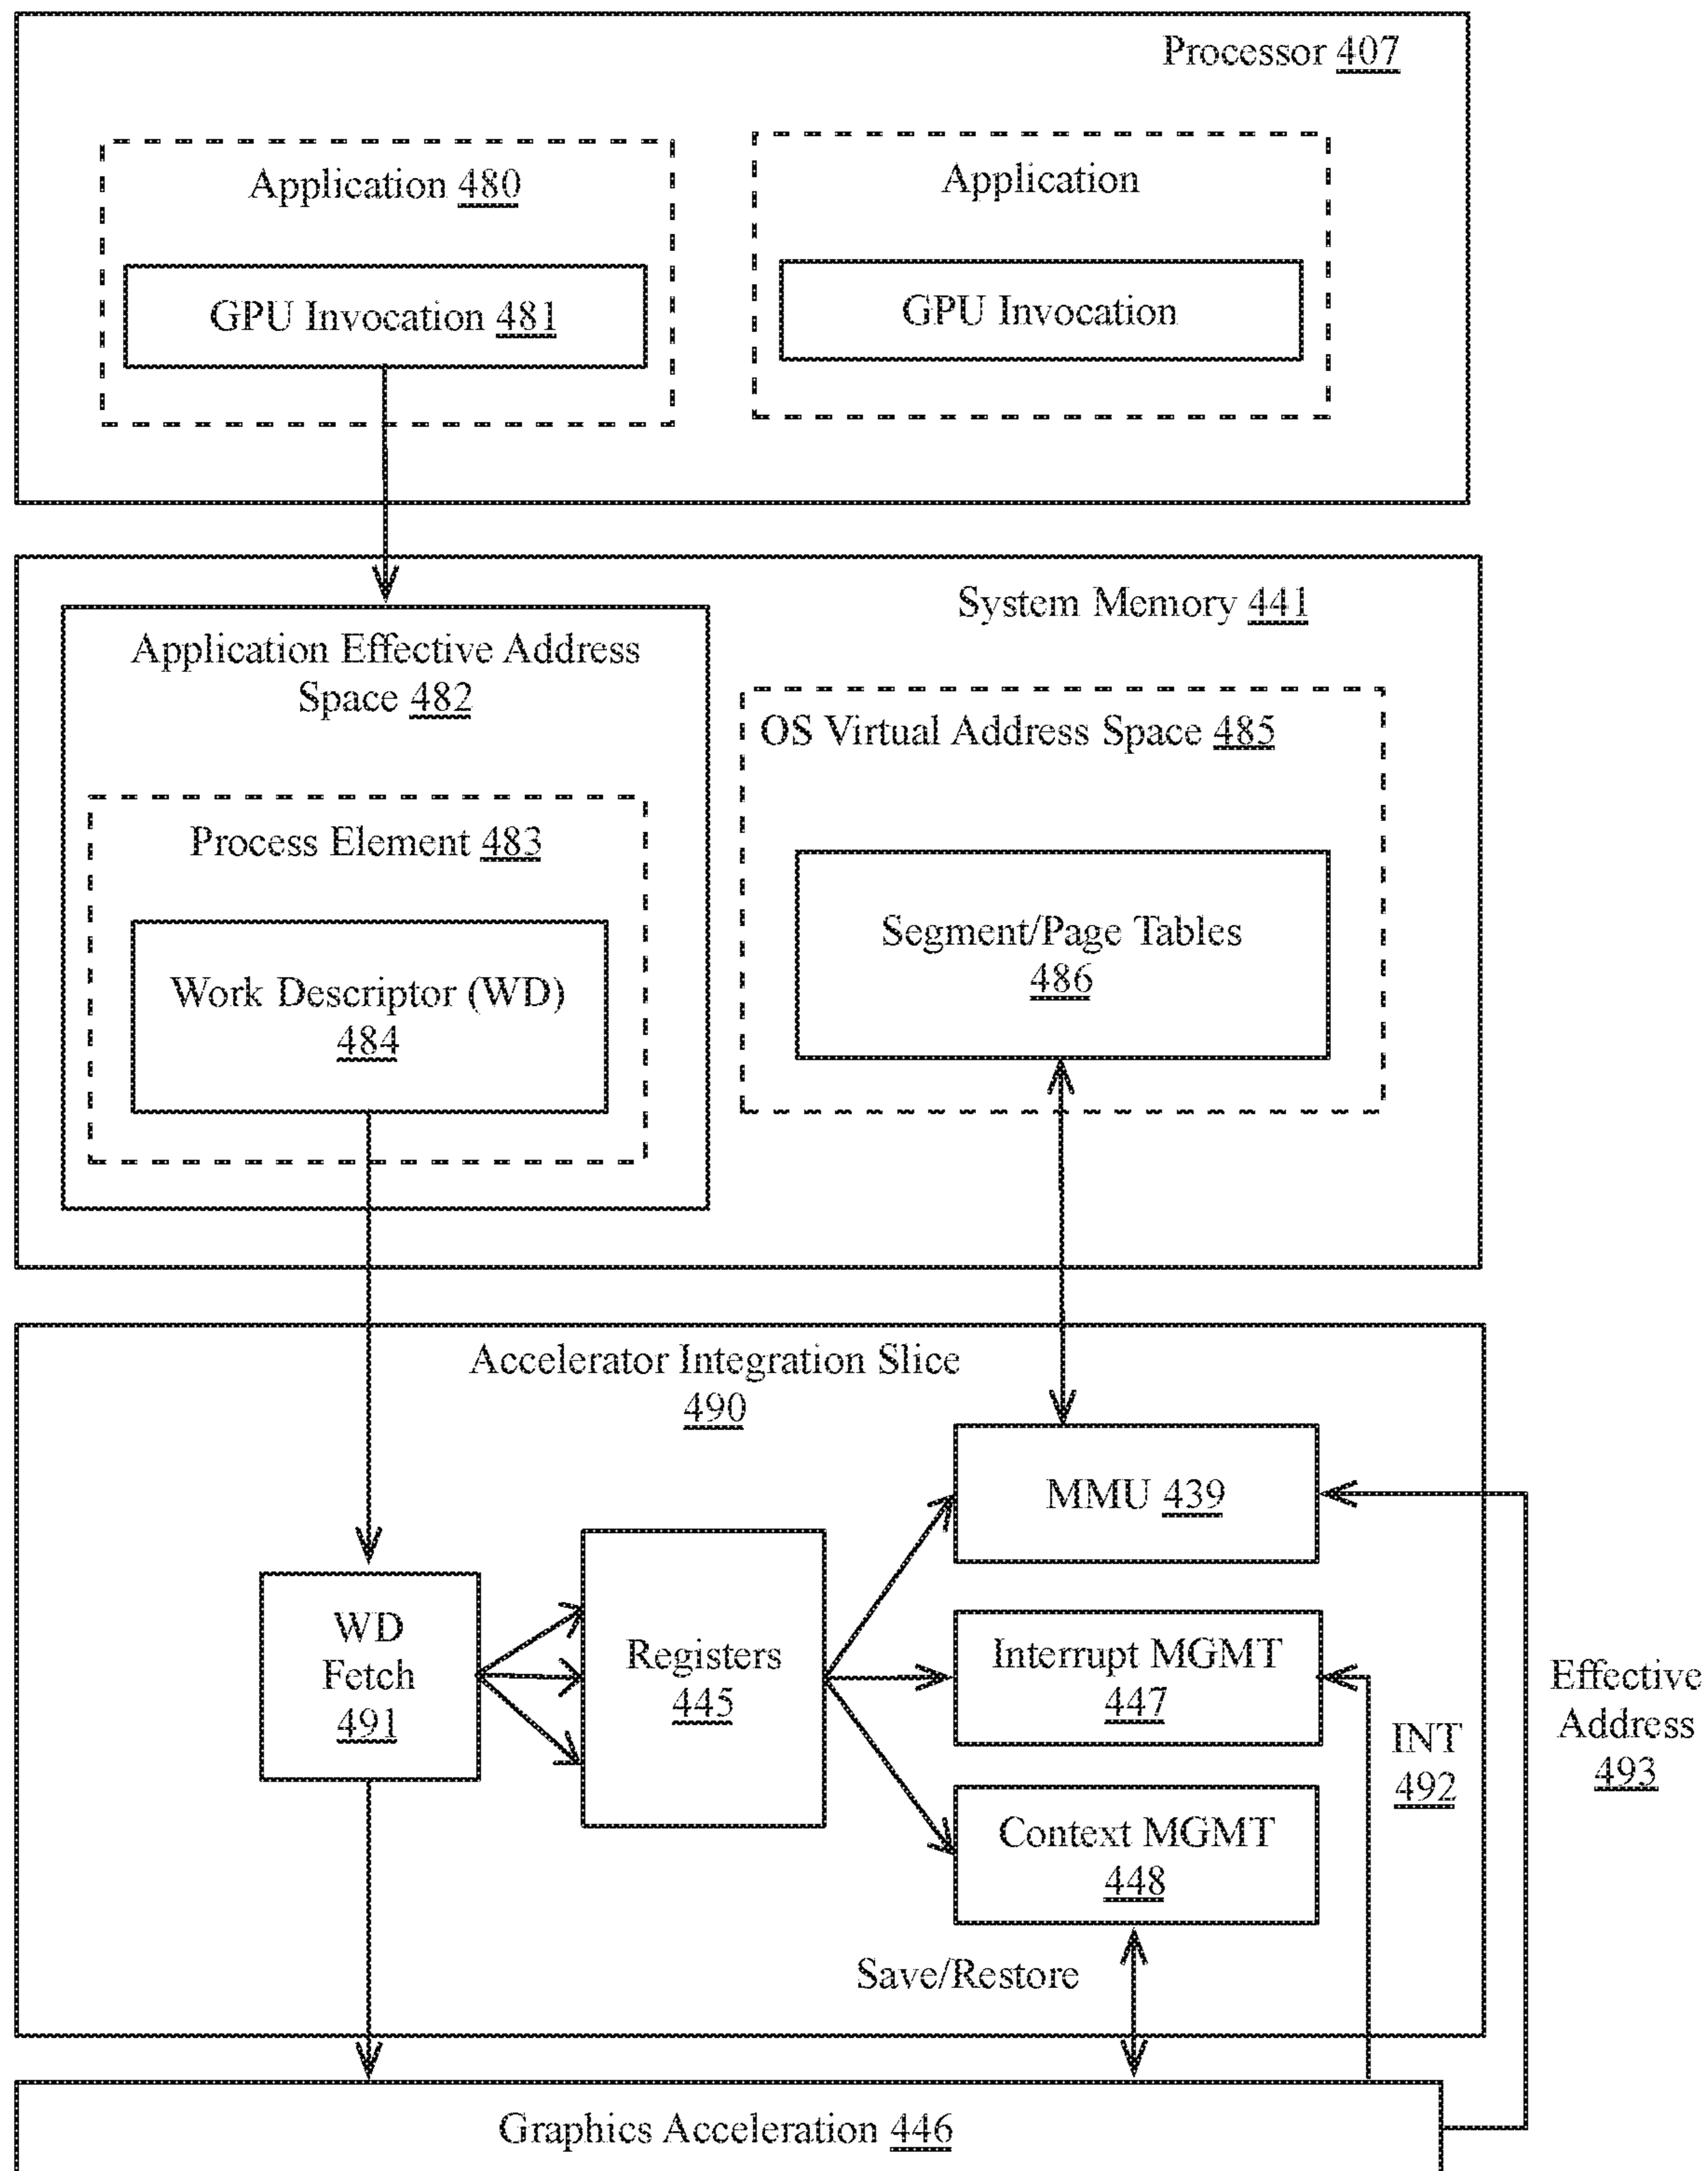 Processor 407
Application 480
GPU Invocation 481
Application
GPU Invocation
System Memory 441
Application Effective Address
Space 482
Process Element 483
Work Descriptor (WD)
484
OS Virtual Address Space 485
Segment/Page Tables
486
Accelerator Integration Slice
490
WD
Fetch
491
Registers
445
MMU 439
Interrupt MGMT
447
Context MGMT
448
Save/Restore
INT
492
Effective
Address
493
Graphics Acceleration 446